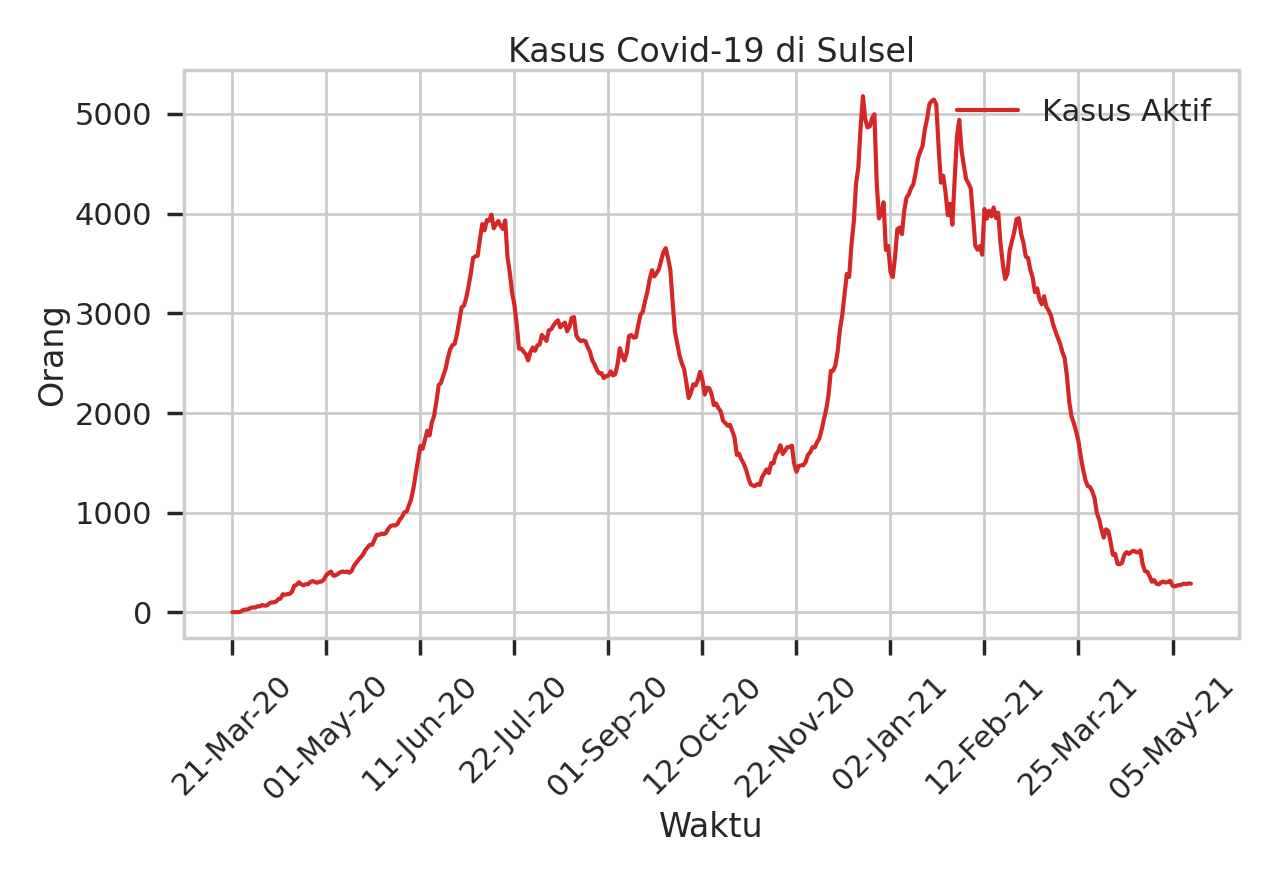 Kasus Covid-19 di Sulsel
Kasus Aktif
5000
4000
3000
2000
1000
0
Orang
21-Mar-20
01-May-20
11-Jun-20
22-Jul-20
01-Sep-20
12-Oct-20
22-Nov-20
02-Jan-21
12-Feb-21
25-Mar-21
05-May-21
Waktu